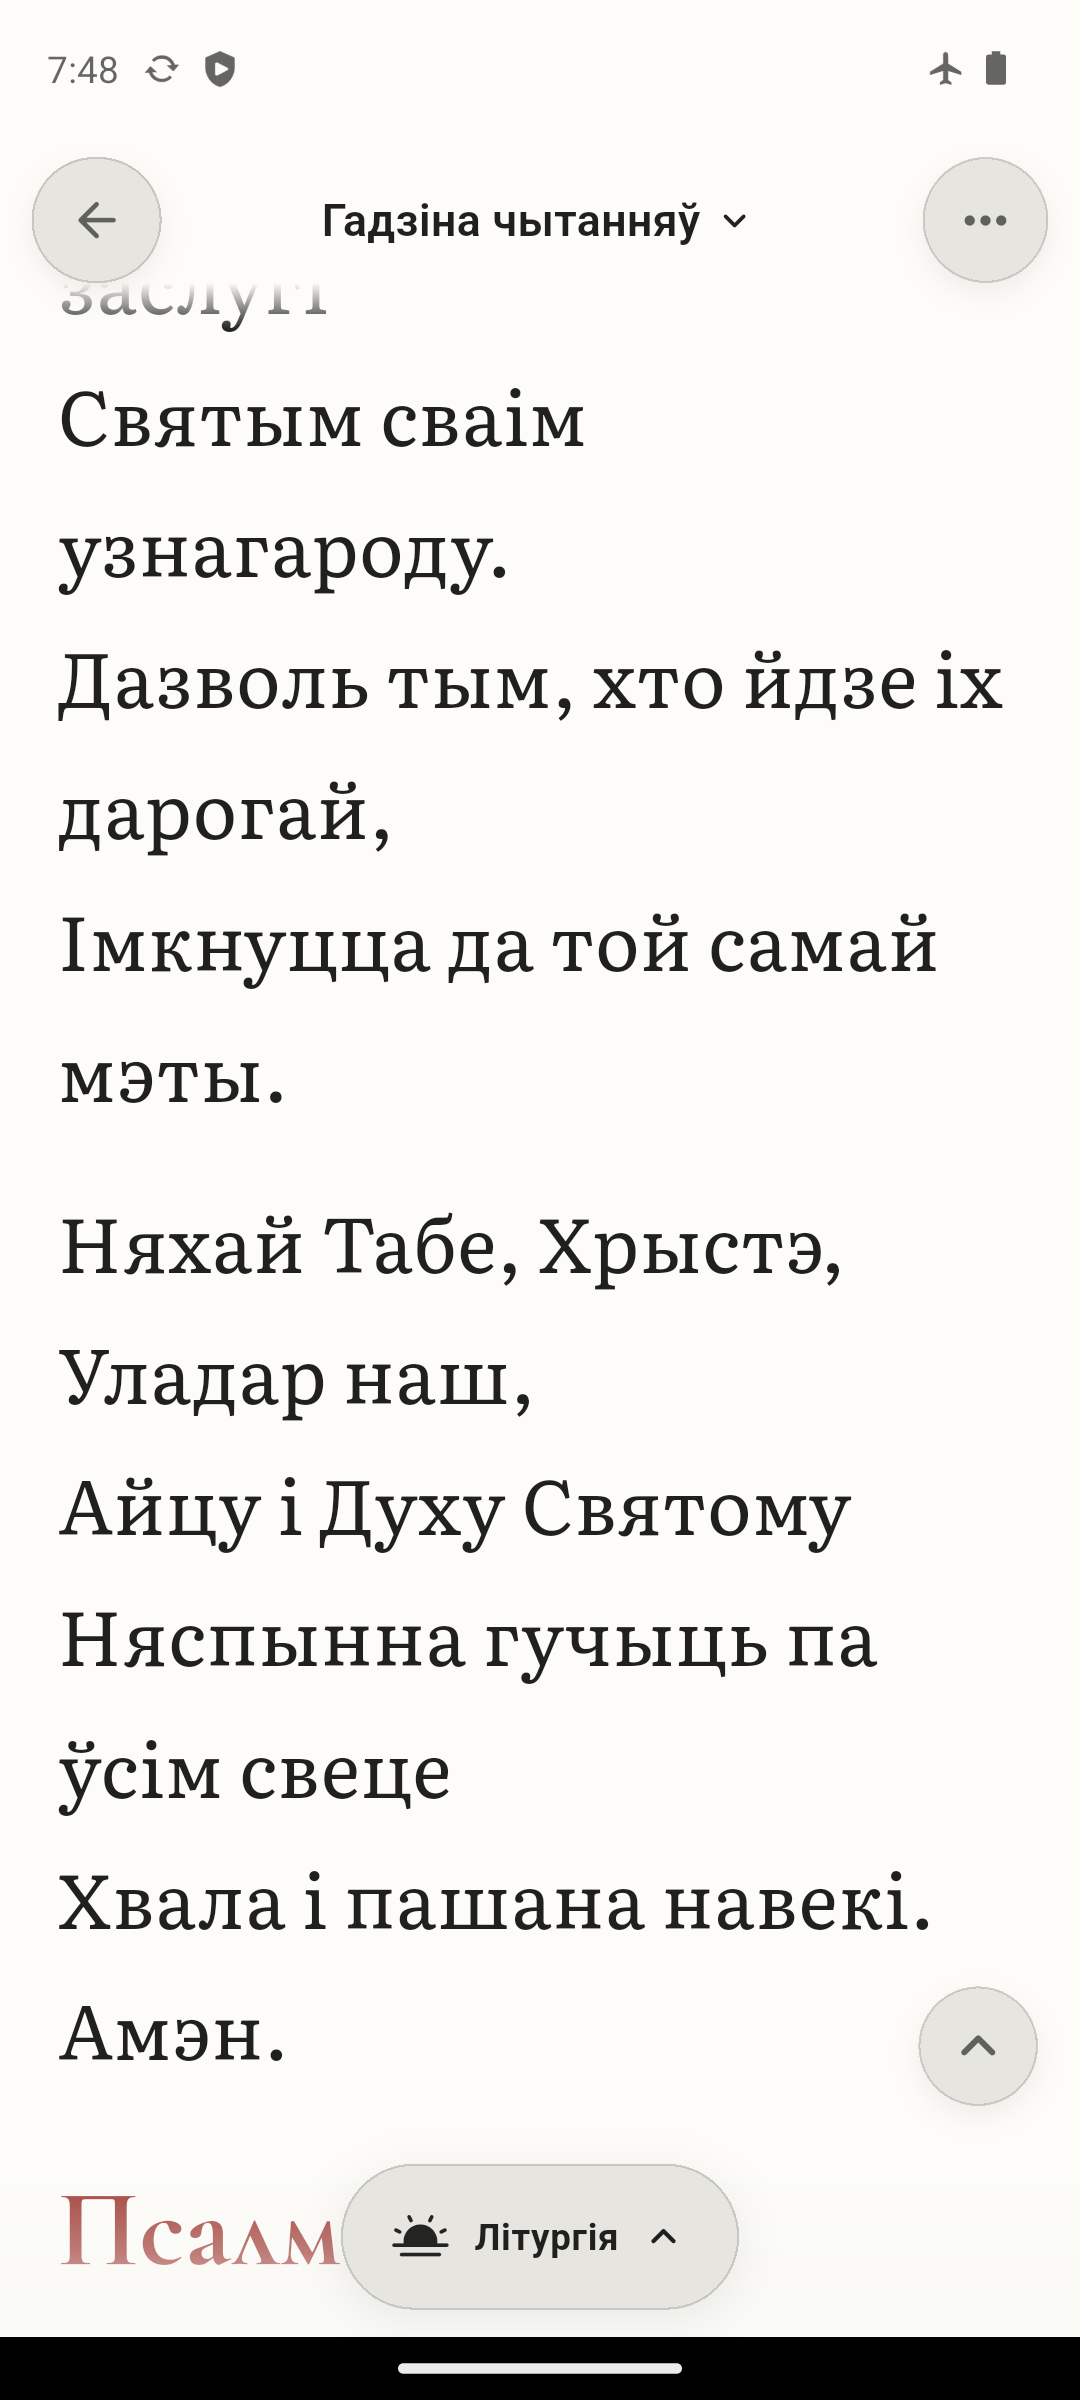 7:48
Гадзіна чытанняў
заслугі
Святым сваім
узнагароду.
Дазволь тым, хто йдзе іх
дарогай,
Імкнуцца да той самай
мэты.
Няхай Табе, Хрыстэ,
Уладар наш,
Айцу і Духу Святому
Няспынна гучыць па
ўсім свеце
Хвала і пашана навекі.
Амэн.
Псалм
Літургія